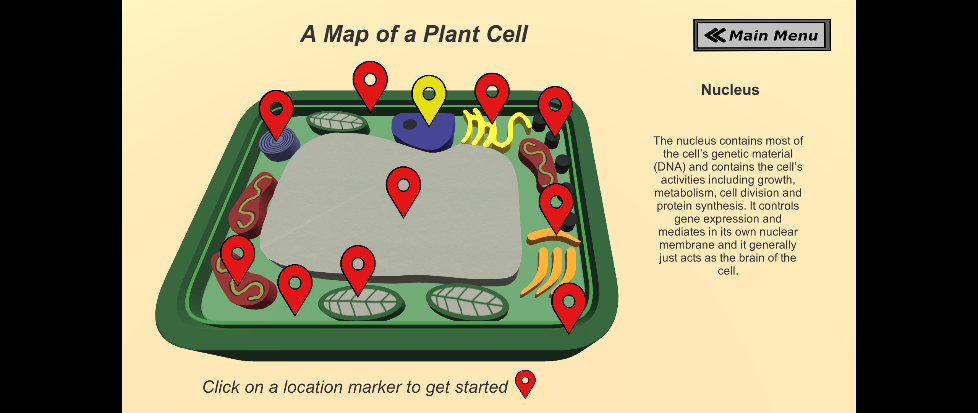 A Map of a Plant Cell
Main Menu
Nucleus
The nucleus contains most of
the cell's genetic material
(DNA) and contains the cell's
activities including growth,
metabolism, cell division and
protein synthesis. It controls
gene expression and
mediates in its own nuclear
membrane and it generally
just acts as the brain of the
cell.
Click on a location marker to get started